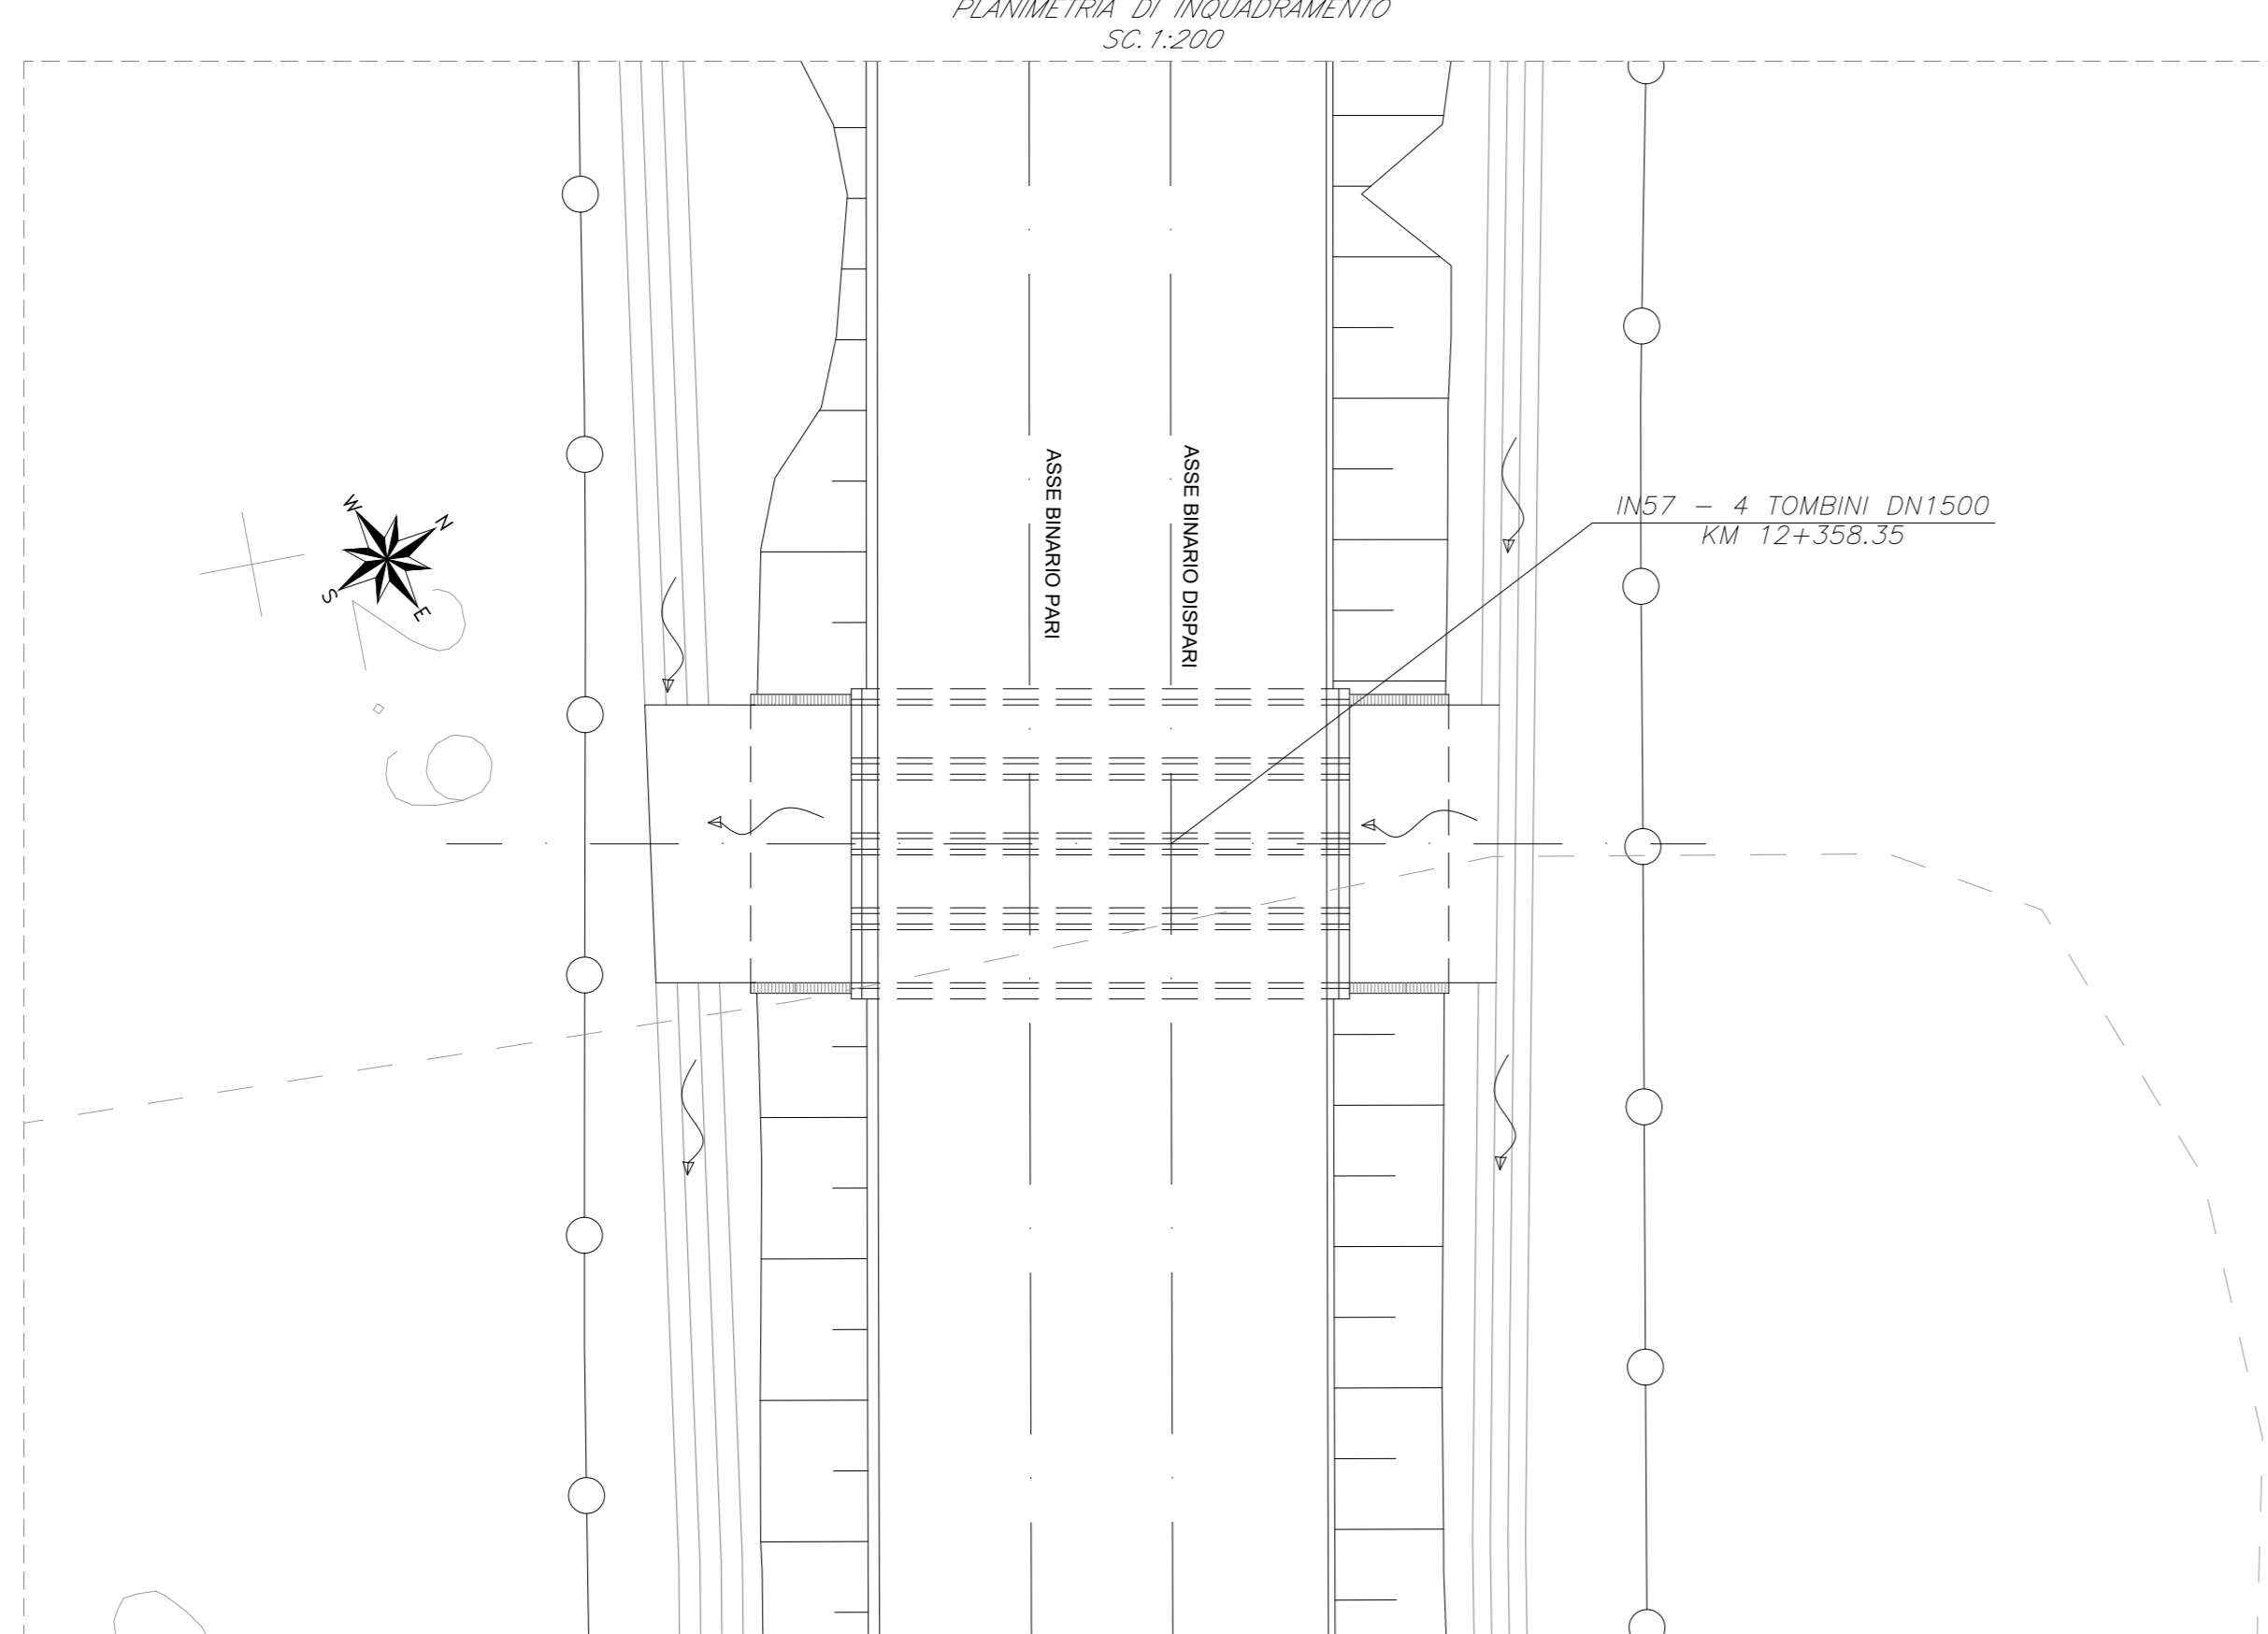 PLANIMETRIA DI INQUADRAMENTO
SC. 1:200
ASSE BINARIO PARI
ASSE BINARIO DISPARI
IN57 - 4 TOMBINI DN1500
KM 12+358.35
W
N
S
E